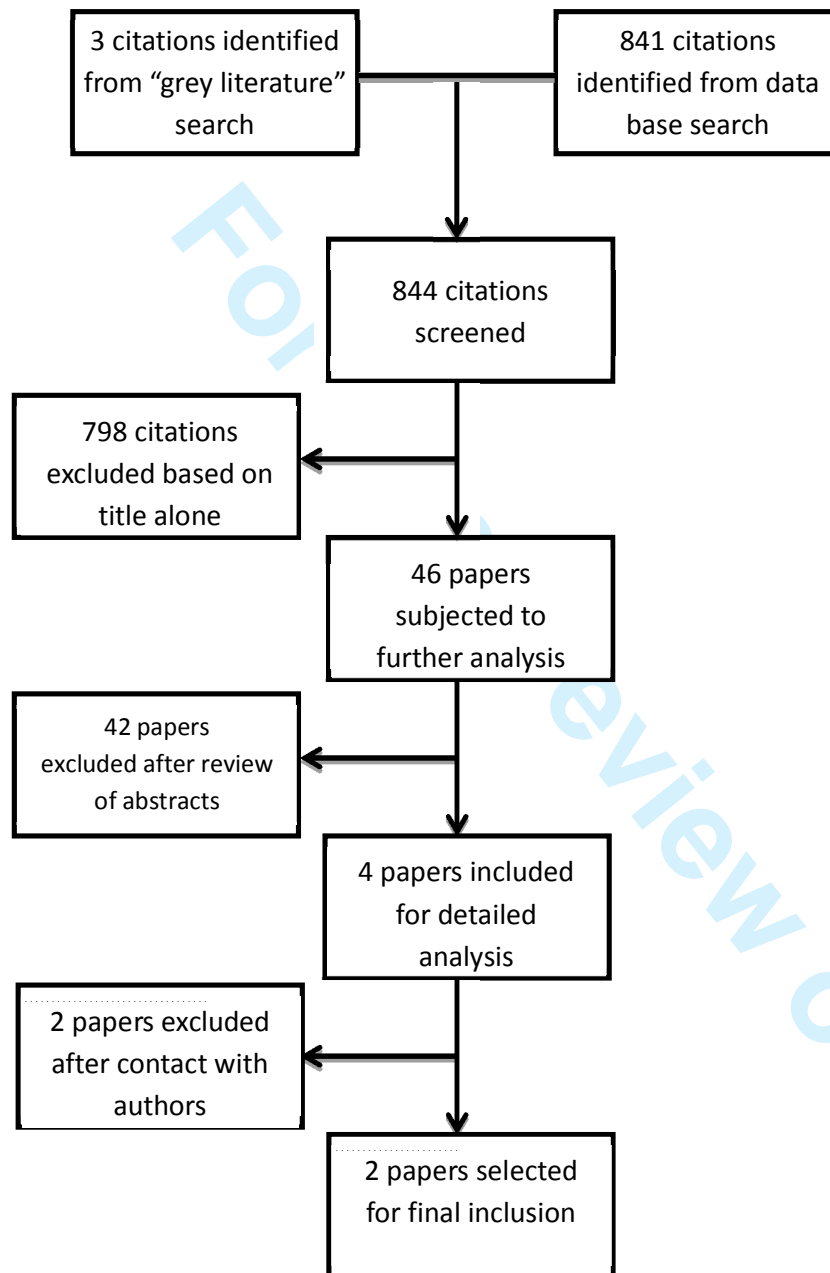 3 citations identified
from “grey literature”
search
841 citations
identified from data
base search
844 citations
screened
798 citations
excluded based on
title alone
46 papers
subjected to
further analysis
42 papers
excluded after review
of abstracts
4 papers included
for detailed
analysis
2 papers excluded
after contact with
authors
2 papers selected
for final inclusion